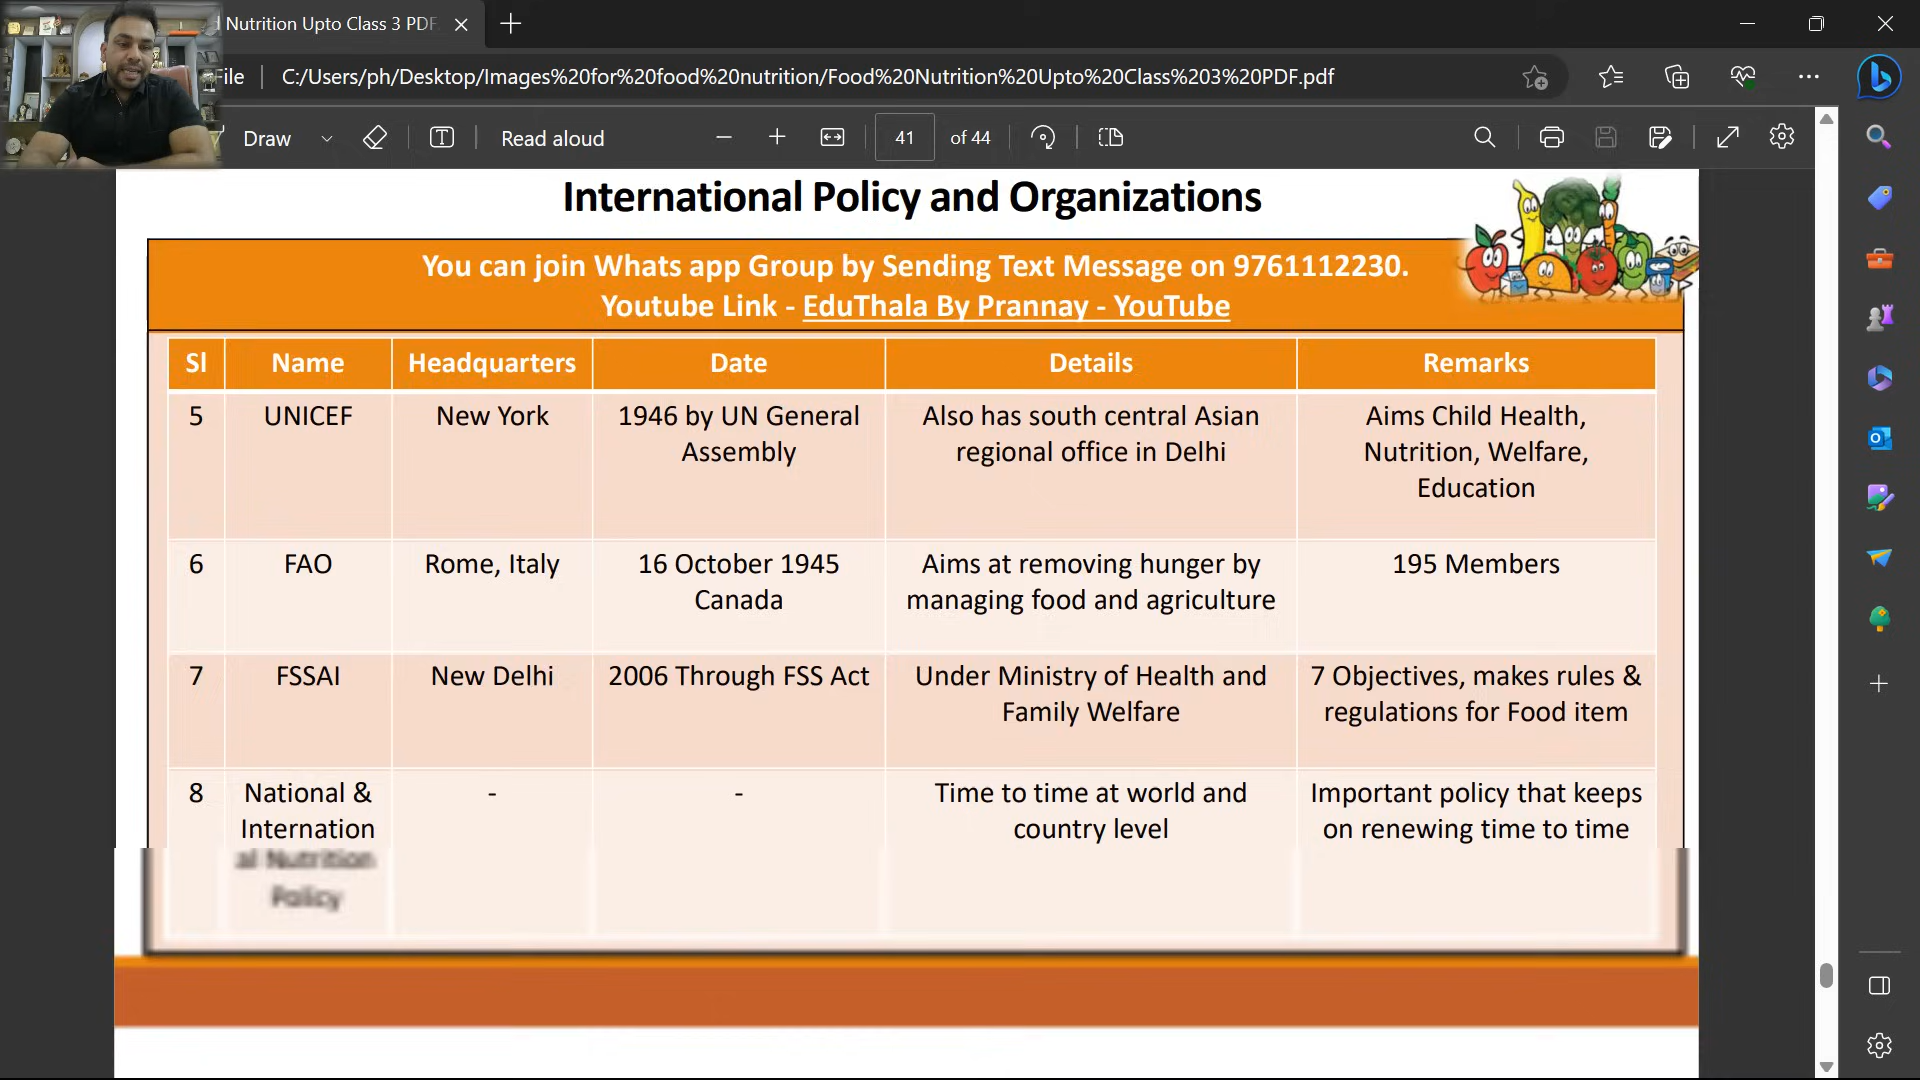 Nutrition Upto Class 3 PDF
File
C:/Users/ph/Desktop/Images%20for%20food%20nutrition/Food%20Nutrition%20Upto%20Class%203%20PDF.pdf
Draw
Read aloud
41 of 44
International Policy and Organizations
You can join Whats app Group by Sending Text Message on 9761112230.
Youtube Link - EduThala By Prannay - YouTube
Sl Name Headquarters Date Details Remarks
5 UNICEF New York 1946 by UN General Also has south central Asian Aims Child Health,
Assembly regional office in Delhi Nutrition, Welfare,
Education
6 FAO Rome, Italy 16 October 1945 Aims at removing hunger by 195 Members
Canada managing food and agriculture
7 FSSAI New Delhi 2006 Through FSS Act Under Ministry of Health and 7 Objectives, makes rules &
Family Welfare regulations for Food item
8 National & - - Time to time at world and Important policy that keeps
Internation country level on renewing time to time
al Nutrition
Policy